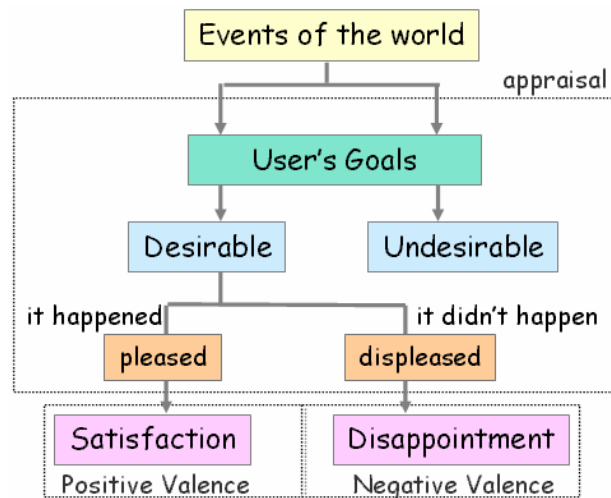 Events of the world
appraisal
User's Goals
Desirable
Undesirable
it happened
it didn't happen
pleased
displeased
Satisfaction
Disappointment
Positive Valence
Negative Valence